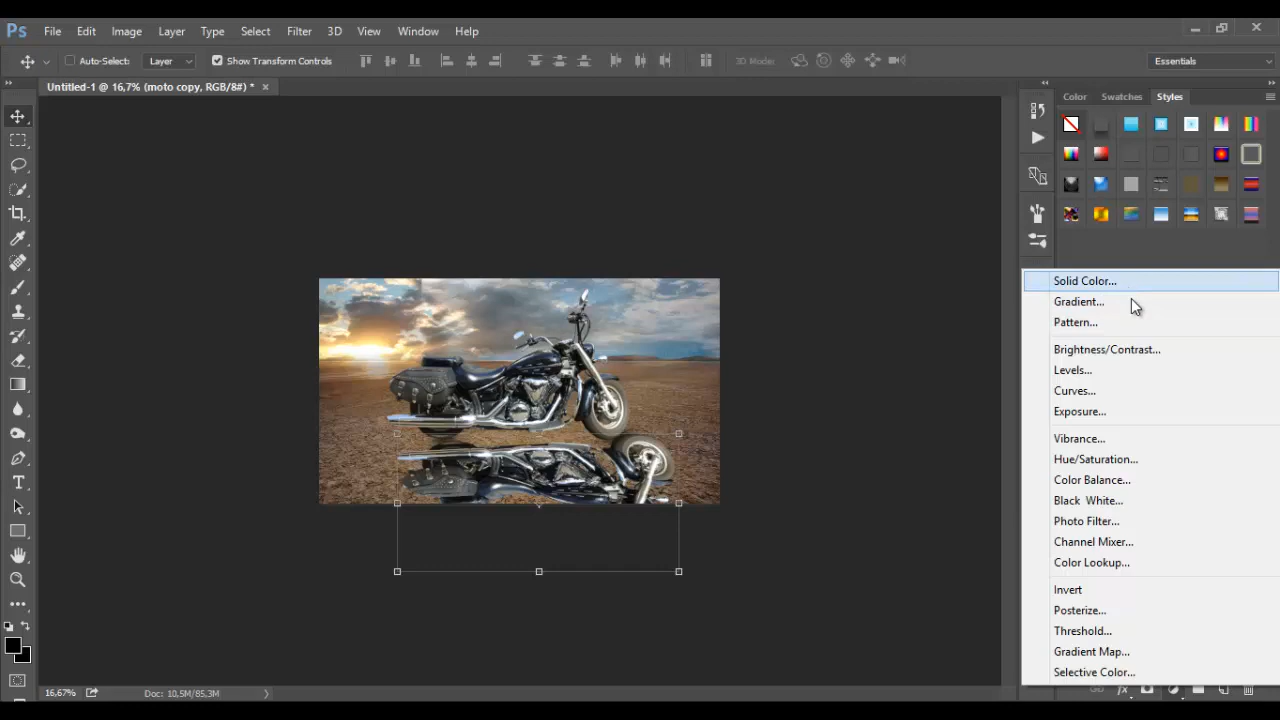 Ps File Edit Image Layer Type Select Filter 3D View Window Help
Auto-Select: Layer Show Transform Controls 3D Mode: Essentials
Untitled-1 @ 16,7% (moto copy, RGB/8#) * ×
Color Swatches Styles
Solid Color...
Gradient...
Pattern...
Brightness/Contrast...
Levels...
Curves...
Exposure...
Vibrance...
Hue/Saturation...
Color Balance...
Black White...
Photo Filter...
Channel Mixer...
Color Lookup...
Invert
Posterize...
Threshold...
Gradient Map...
Selective Color...
16,67% Doc: 10,5M/85,3M
fx